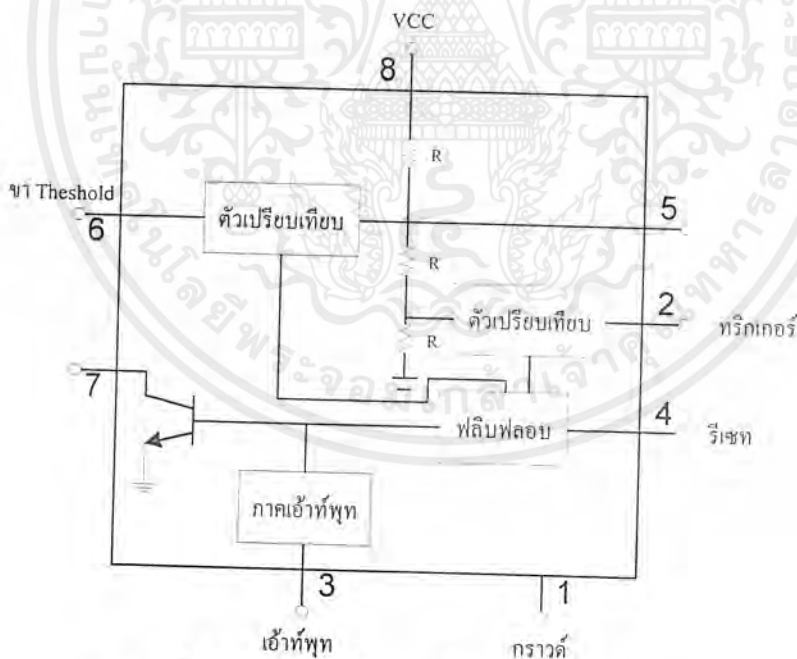 VCC
8
R
ขา Theshold
6
ตัวเปรียบเทียบ
5
R
2
ตัวเปรียบเทียบ
ทริกเกอร์
R
7
4
ฟลิบฟลอบ
รีเซท
ภาคเอ้าท์พุท
3
1
เอ้าท์พุท
กราวด์